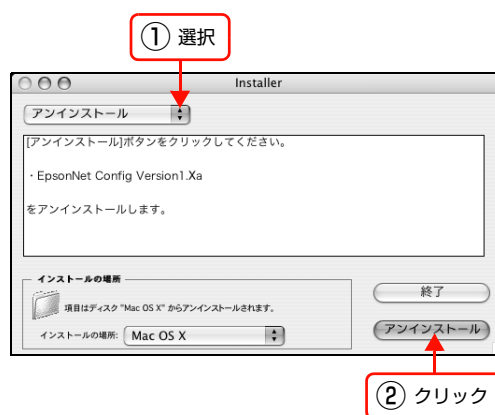 ① 選択
Installer
アンインストール
[アンインストール]ボタンをクリックしてください。
・EpsonNet Config Version1.Xa
をアンインストールします。
インストールの場所
項目はディスク "Mac OS X" からアンインストールされます。
インストールの場所: Mac OS X
終了
アンインストール
② クリック